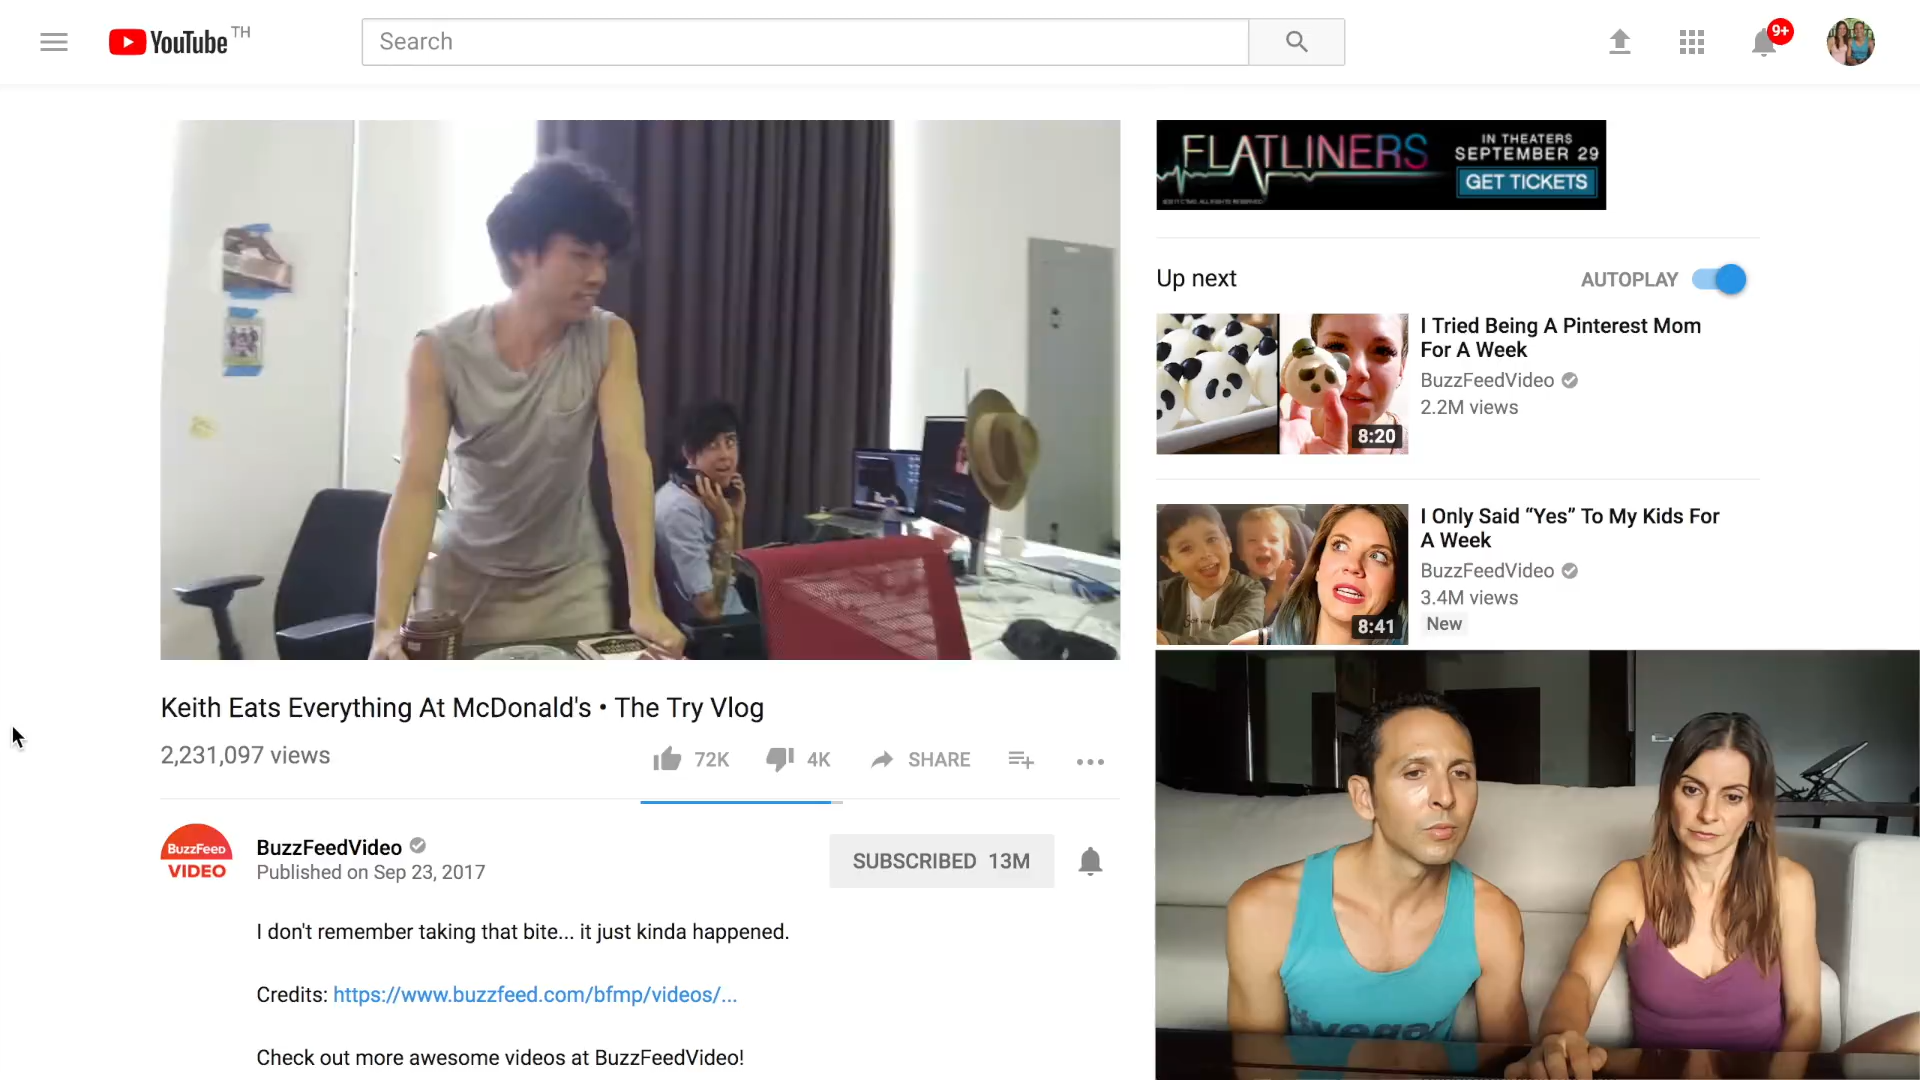 YouTube TH
Search
9+
FLATLINERS
IN THEATERS
SEPTEMBER 29
GET TICKETS
Up next
AUTOPLAY
I Tried Being A Pinterest Mom
For A Week
BuzzFeedVideo
2.2M views
8:20
I Only Said “Yes” To My Kids For
A Week
BuzzFeedVideo
3.4M views
New
8:41
Keith Eats Everything At McDonald's • The Try Vlog
2,231,097 views
72K
4K
SHARE
BuzzFeed
VIDEO
BuzzFeedVideo
Published on Sep 23, 2017
SUBSCRIBED 13M
I don't remember taking that bite... it just kinda happened.
Credits: https://www.buzzfeed.com/bfmp/videos/...
Check out more awesome videos at BuzzFeedVideo!